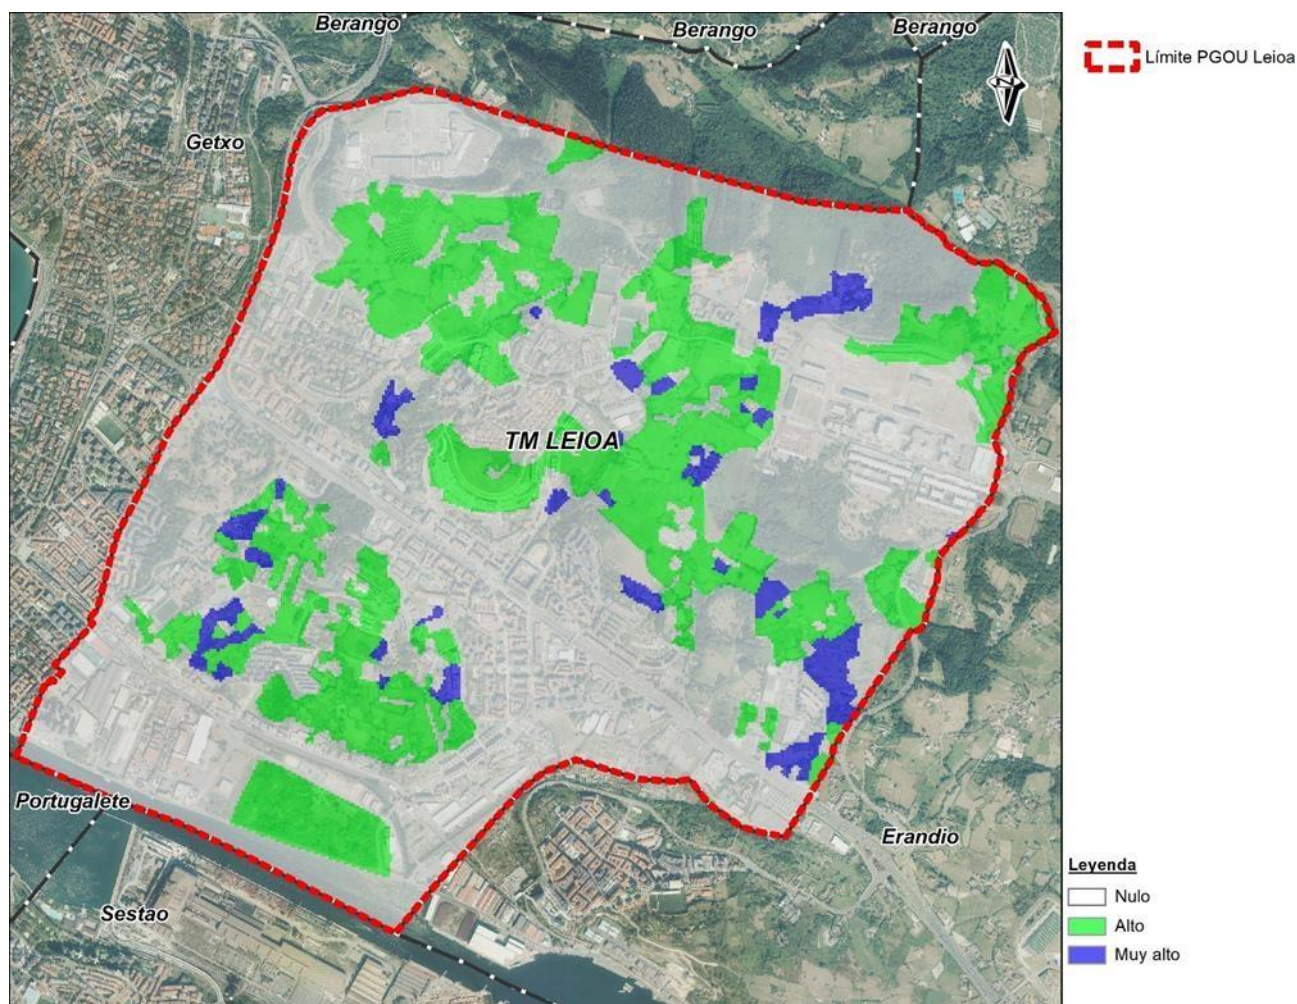 Berango
Berango
Berango
Límite PGOU Leioa
N
Getxo
TM LEIOA
Portugalete
Erandio
Sestao
Leyenda
Nulo
Alto
Muy alto